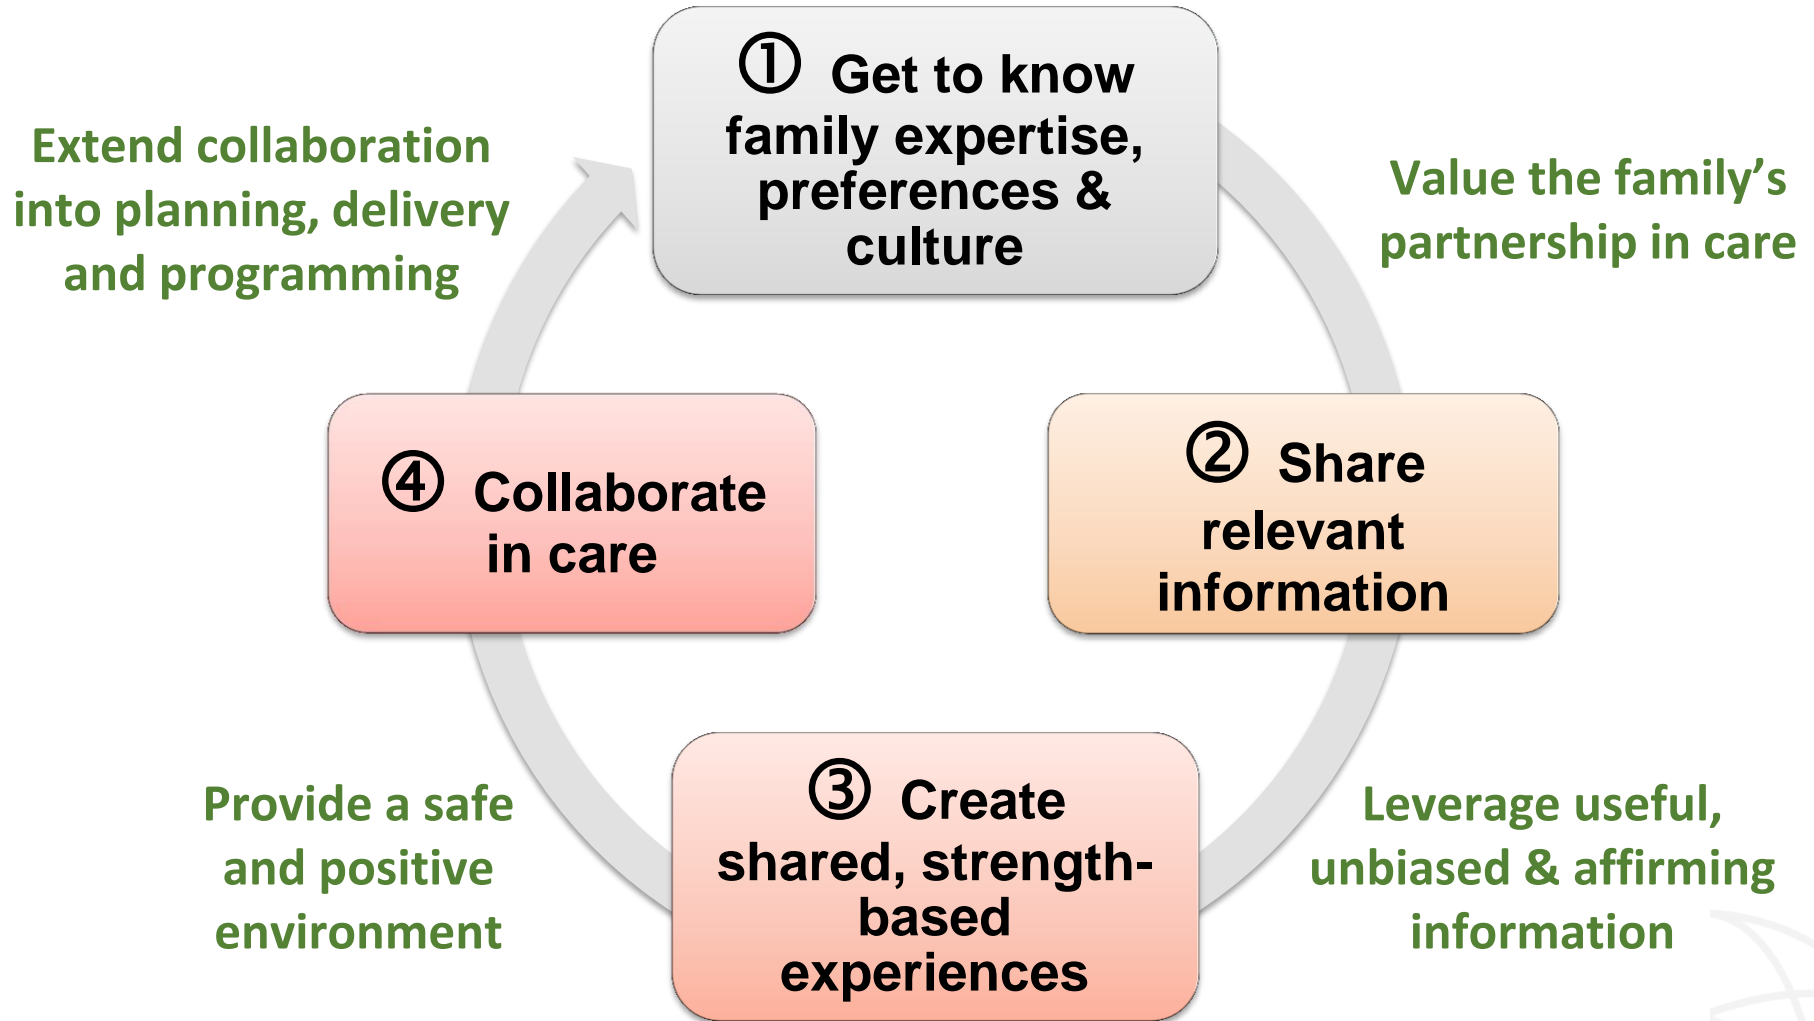 ① Get to know
family expertise,
preferences &
culture
Value the family’s
partnership in care
② Share
relevant
information
Leverage useful,
unbiased & affirming
information
③ Create
shared, strength-
based
experiences
Provide a safe
and positive
environment
④ Collaborate
in care
Extend collaboration
into planning, delivery
and programming